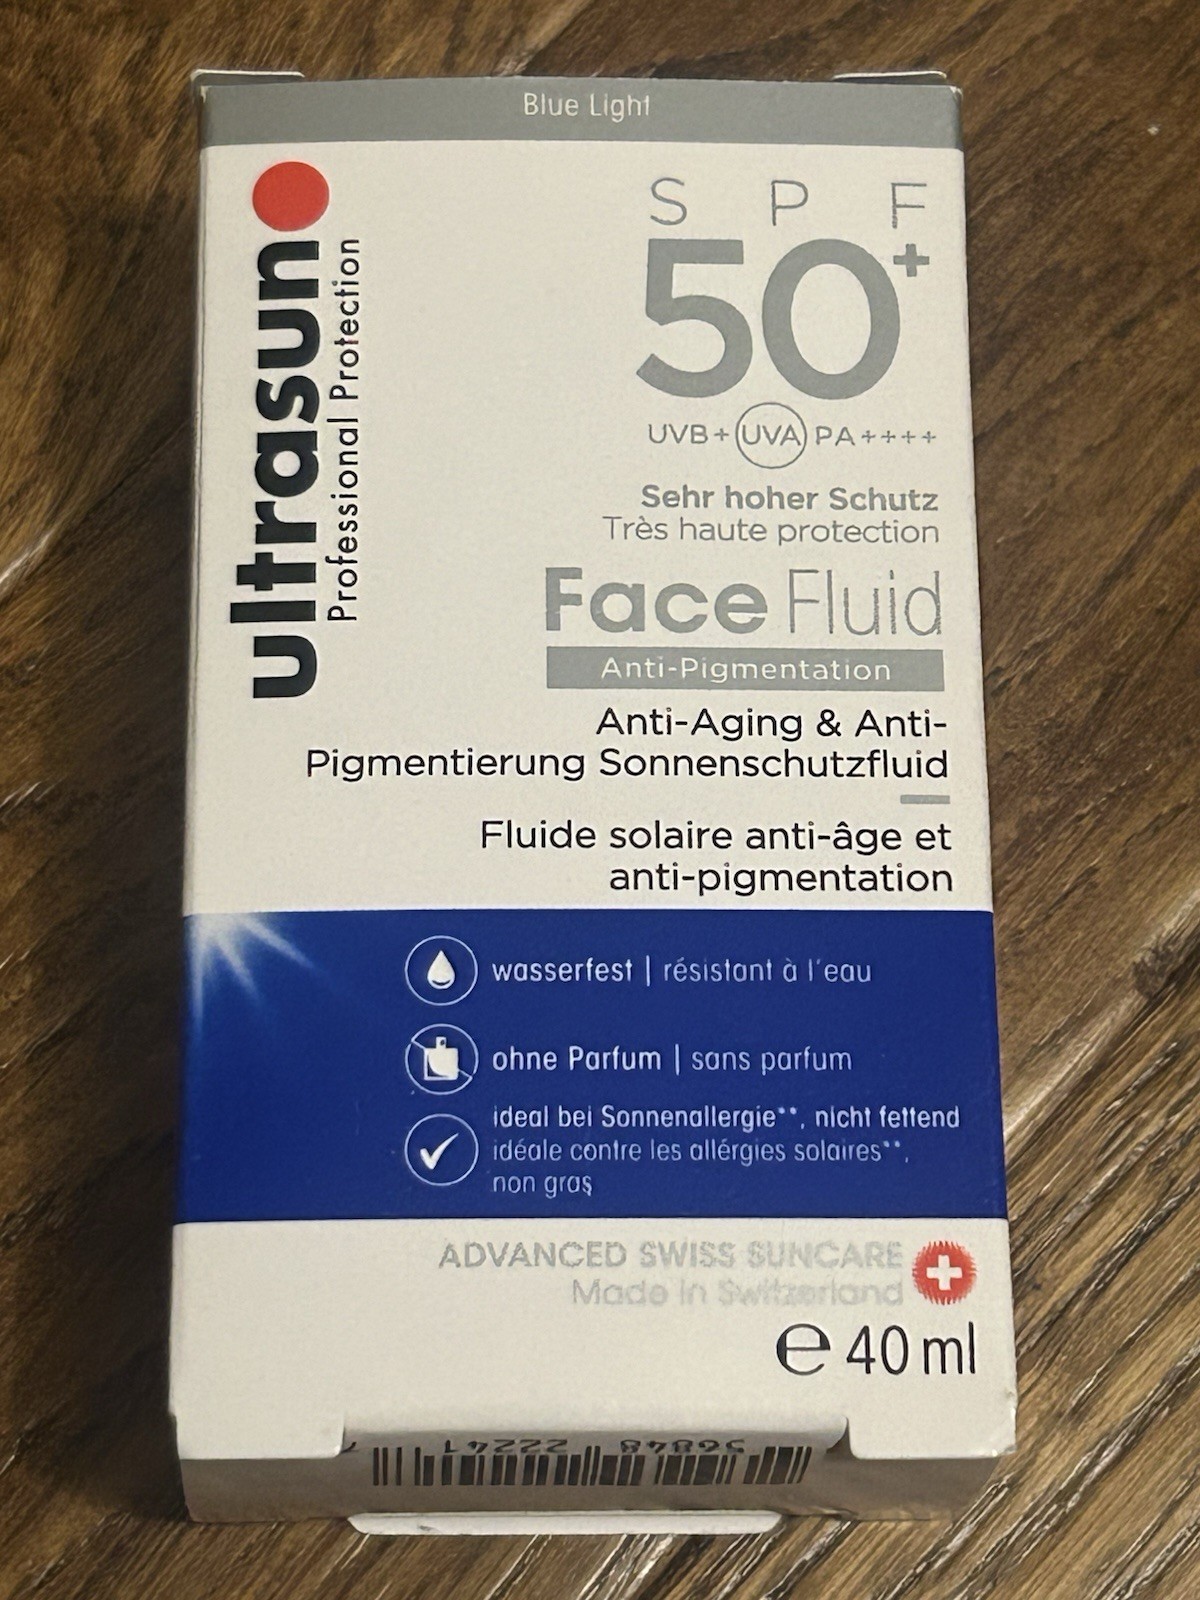 Blue Light
ultrasun
Professional Protection
SPF
50+
UVB+ UVA PA++++
Sehr hoher Schutz
Très haute protection
Face Fluid
Anti-Pigmentation
Anti-Aging & Anti-
Pigmentierung Sonnenschutzfluid
Fluide solaire anti-âge et
anti-pigmentation
wasserfest | résistant à l'eau
ohne Parfum | sans parfum
ideal bei Sonnenallergie**, nicht fettend
idéale contre les allérgies solaires**,
non gras
ADVANCED SWISS SUNCARE
Made in Switzerland
e 40 ml